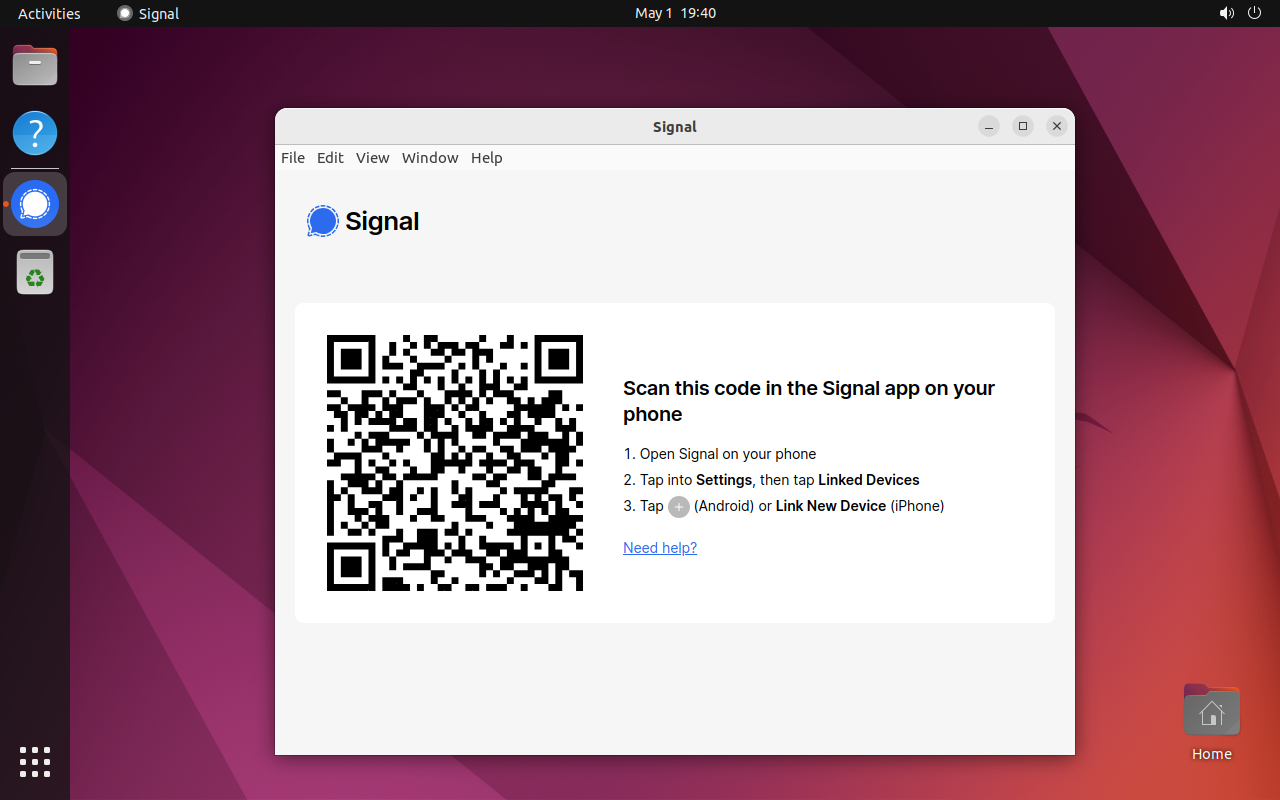 Activities
Signal
May 1 19:40
Signal
File Edit View Window Help
Signal
Scan this code in the Signal app on your
phone
1. Open Signal on your phone
2. Tap into Settings, then tap Linked Devices
3. Tap + (Android) or Link New Device (iPhone)
Need help?
Home